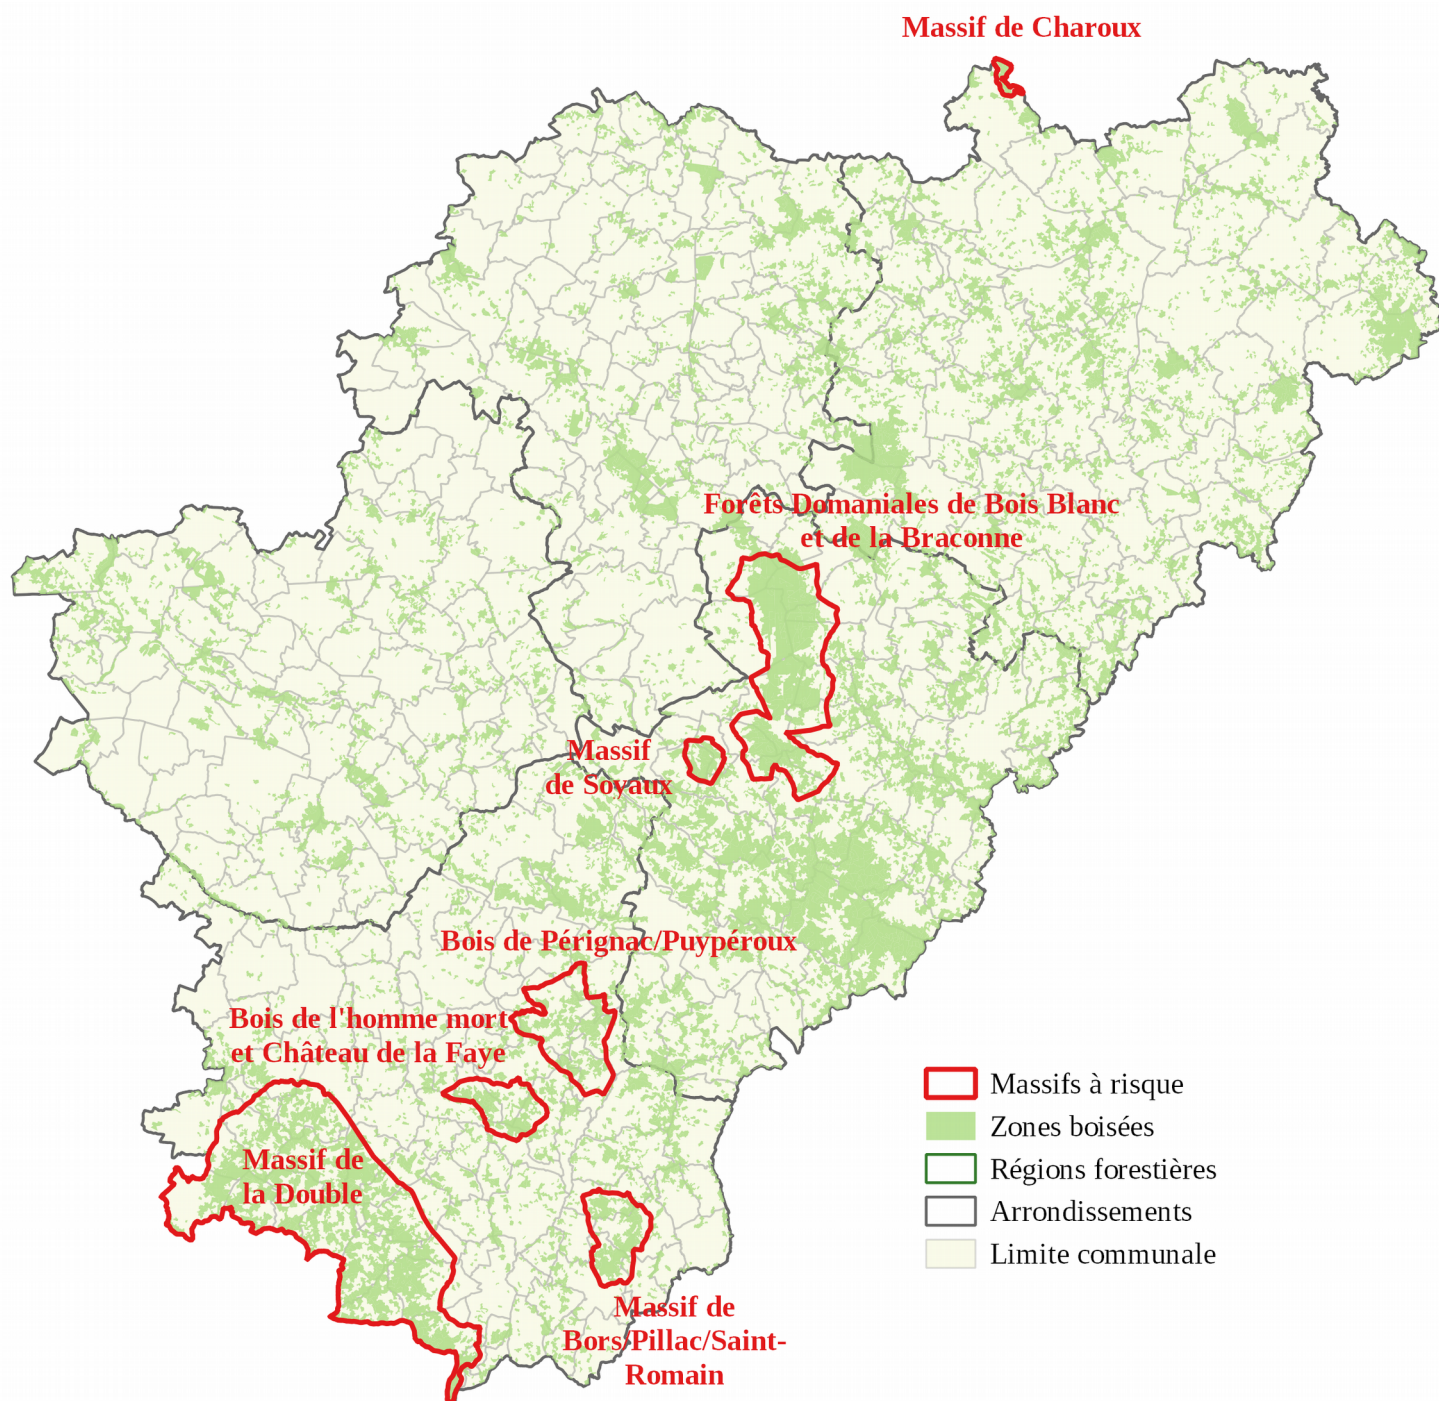 Massif de Charoux
Forêts Domaniales de Bois Blanc
et de la Braconne
Massif
de Soyaux
Bois de Pérignac/Puypéroux
Bois de l'homme mort
et Château de la Faye
Massif de
la Double
Massif de
Bors/Pillac/Saint-
Romain
Massifs à risque
Zones boisées
Régions forestières
Arrondissements
Limite communale